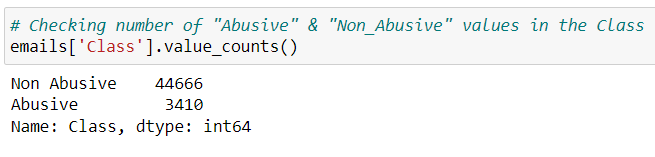 # Checking number of "Abusive" & "Non_Abusive" values in the Class
emails['Class'].value_counts()
Non Abusive    44666
Abusive         3410
Name: Class, dtype: int64